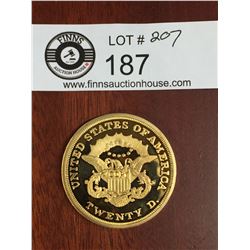 FINNS
AUCTION HOUSE
LOT # 207
187
www.finnsauctionhouse.com
UNITED STATES OF AMERICA
TWENTY D.